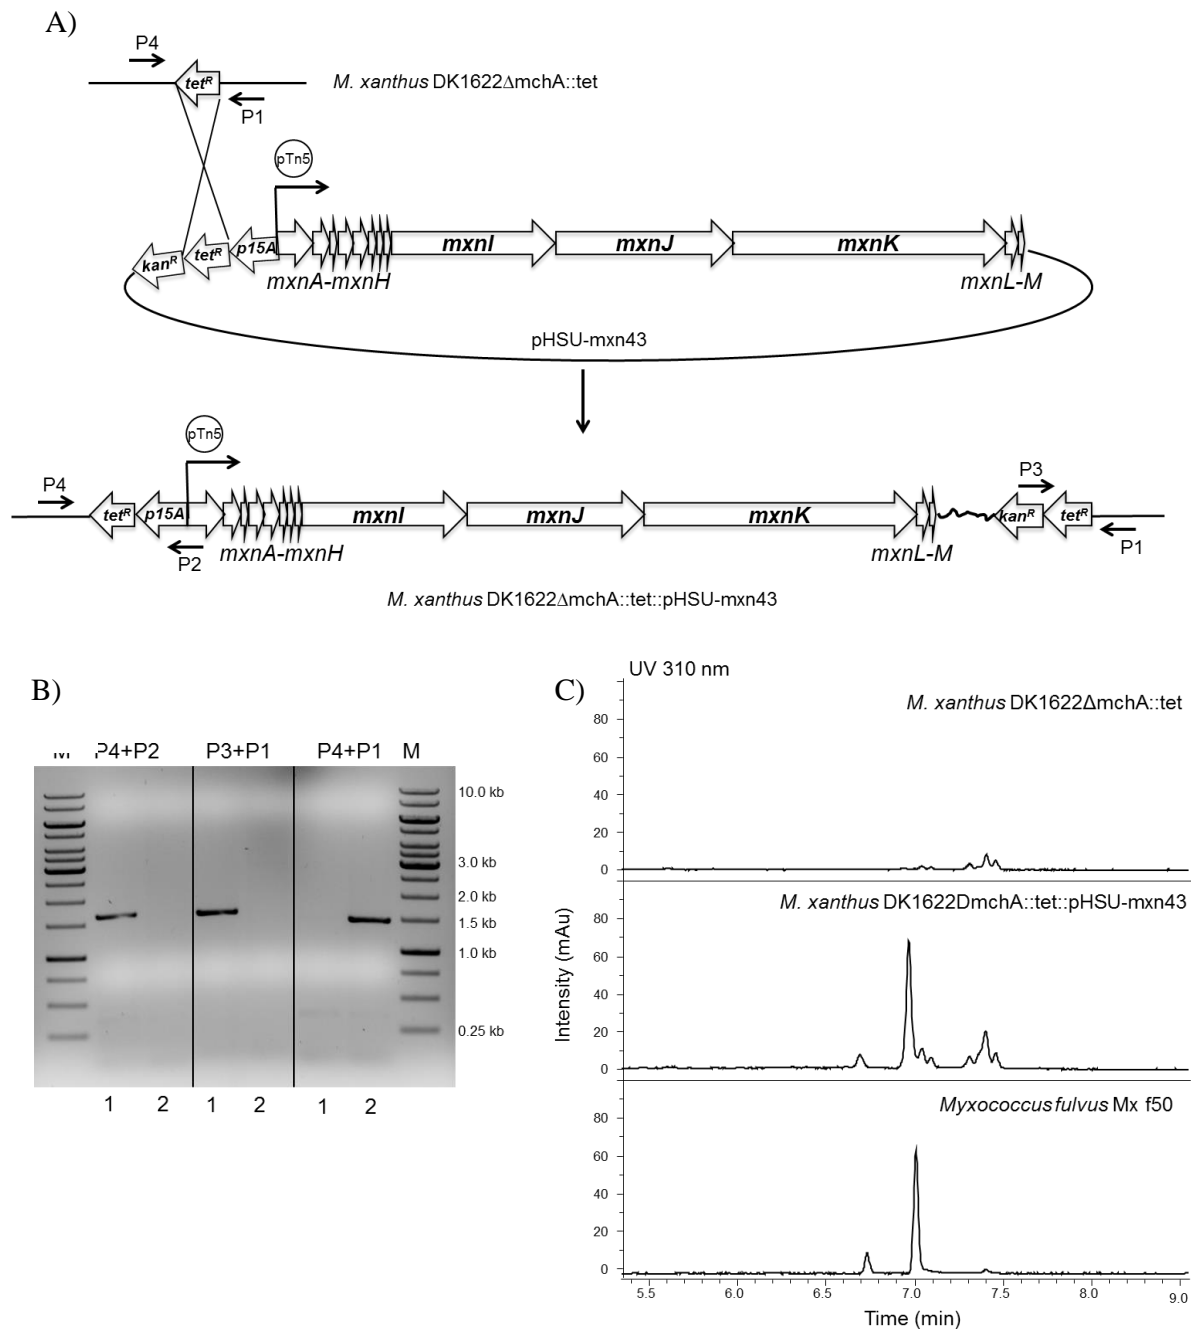 A)
P4
tetR
M. xanthus DK1622ΔmchA::tet
P1
pTn5
kanR
tetR
p15A
mxnI
mxnJ
mxnK
mxnA-mxnH
mxnL-M
pHSU-mxn43
pTn5
P4
P3
tetR
p15A
mxnI
mxnJ
mxnK
kanR
tetR
P2
mxnA-mxnH
mxnL-M
P1
M. xanthus DK1622ΔmchA::tet::pHSU-mxn43
B)
P4+P2
P3+P1
P4+P1
M
10.0 kb
3.0 kb
2.0 kb
1.5 kb
1.0 kb
0.25 kb
1
2
1
2
1
2
C)
UV 310 nm
M. xanthus DK1622ΔmchA::tet
80
60
40
20
0
M. xanthus DK1622DmchA::tet::pHSU-mxn43
80
60
40
20
0
Intensity (mAu)
Myxococcus fulvus Mx f50
80
60
40
20
0
5.5 6.0 6.5 7.0 7.5 8.0 8.5 9.0
Time (min)